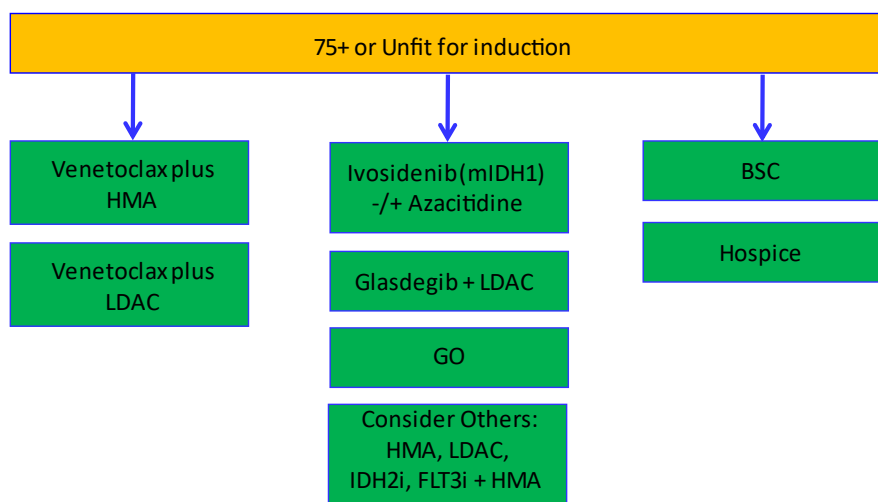 75+ or Unfit for induction
Venetoclax plus
HMA
Venetoclax plus
LDAC
Ivosidenib (mIDH1)
-/+ Azacitidine
Glasdegib + LDAC
GO
Consider Others:
HMA, LDAC,
IDH2i, FLT3i + HMA
BSC
Hospice